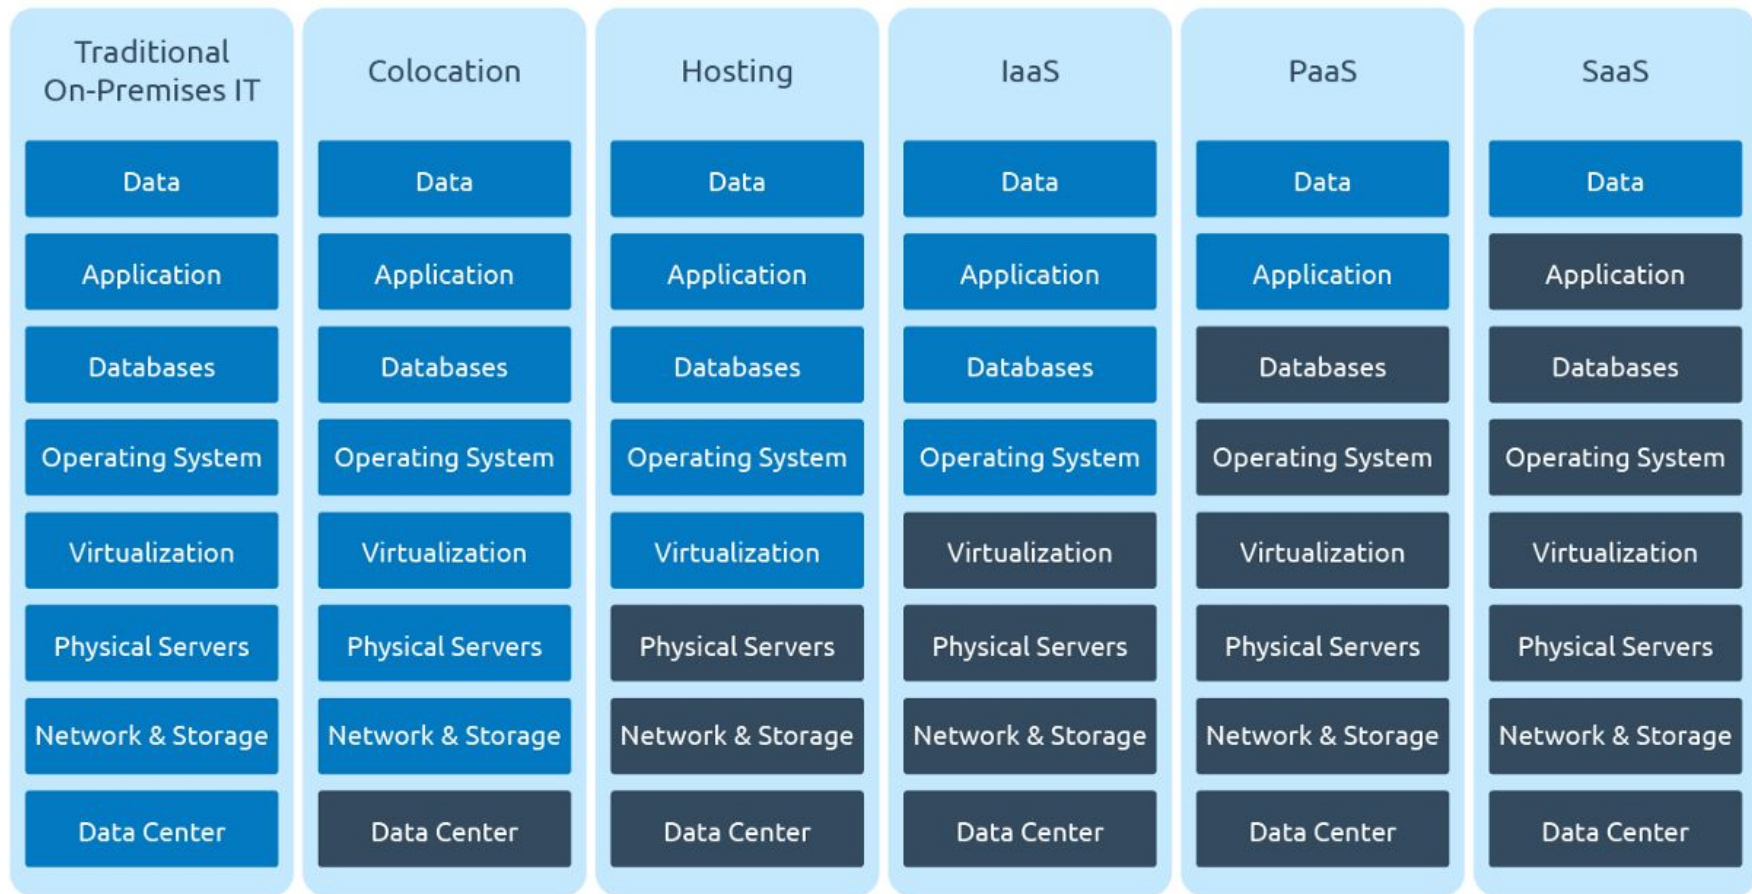 Traditional
On-Premises IT
Data
Application
Databases
Operating System
Virtualization
Physical Servers
Network & Storage
Data Center
Colocation
Data
Application
Databases
Operating System
Virtualization
Physical Servers
Network & Storage
Data Center
Hosting
Data
Application
Databases
Operating System
Virtualization
Physical Servers
Network & Storage
Data Center
IaaS
Data
Application
Databases
Operating System
Virtualization
Physical Servers
Network & Storage
Data Center
PaaS
Data
Application
Databases
Operating System
Virtualization
Physical Servers
Network & Storage
Data Center
SaaS
Data
Application
Databases
Operating System
Virtualization
Physical Servers
Network & Storage
Data Center